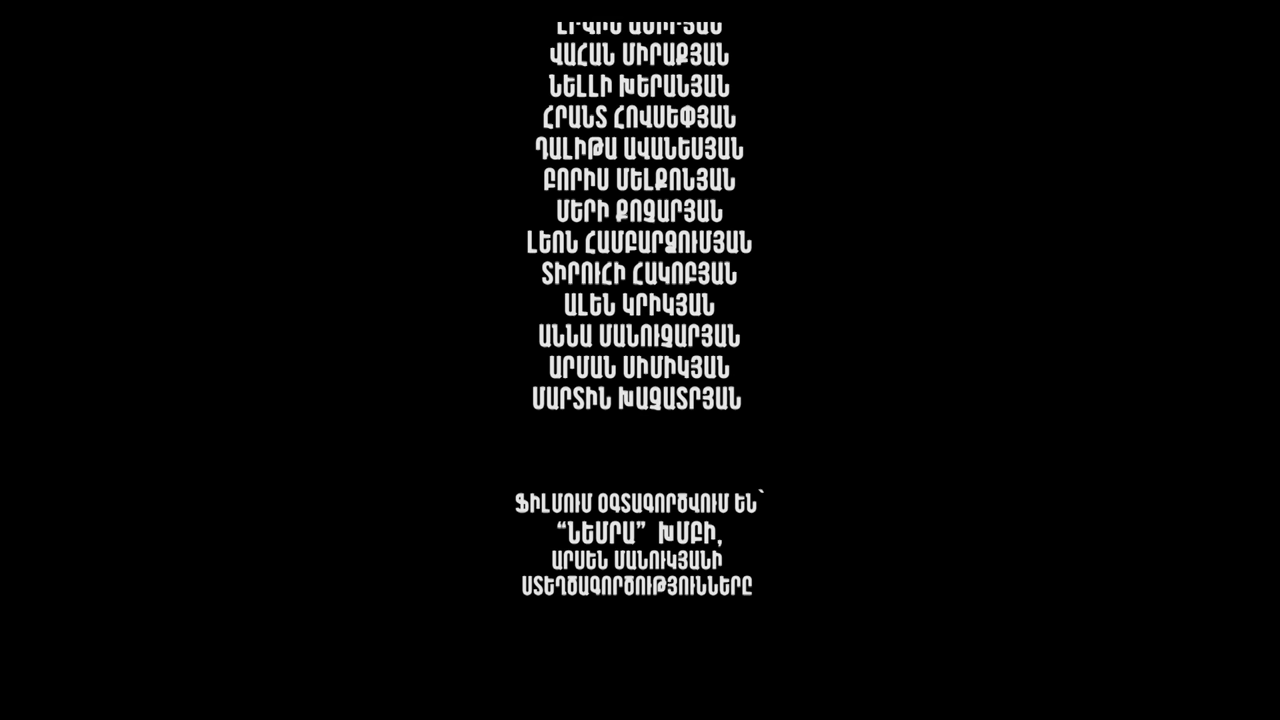 ՎԱՀԱՆ ՄԻՐԱՔՅԱՆ
ՆԵԼԼԻ ԽԵՐԱՆՅԱՆ
ՀՐԱՆՏ ՀՈՎՍԵՓՅԱՆ
ԴԱԼԻԹԱ ԱՎԱՆԵՍՅԱՆ
ԲՈՐԻՍ ՄԵԼՔՈՆՅԱՆ
ՄԵՐԻ ՔՈՉԱՐՅԱՆ
ԼԵՈՆ ՀԱՄԲԱՐՁՈՒՄՅԱՆ
ՏԻՐՈՒՀԻ ՀԱԿՈԲՅԱՆ
ԱԼԵՆ ԿՐԻԿՅԱՆ
ԱՆՆԱ ՄԱՆՈՒՉԱՐՅԱՆ
ԱՐՄԱՆ ՍԻՄԻԿՅԱՆ
ՄԱՐՏԻՆ ԽԱՉԱՏՐՅԱՆ
ՖԻԼՄՈՒՄ ՕԳՏԱԳՈՐԾՎՈՒՄ ԵՆ՝
“ՆԵՄՐԱ” ԽՄԲԻ,
ԱՐՍԵՆ ՄԱՆՈՒԿՅԱՆԻ
ՍՏԵՂԾԱԳՈՐԾՈՒԹՅՈՒՆՆԵՐԸ